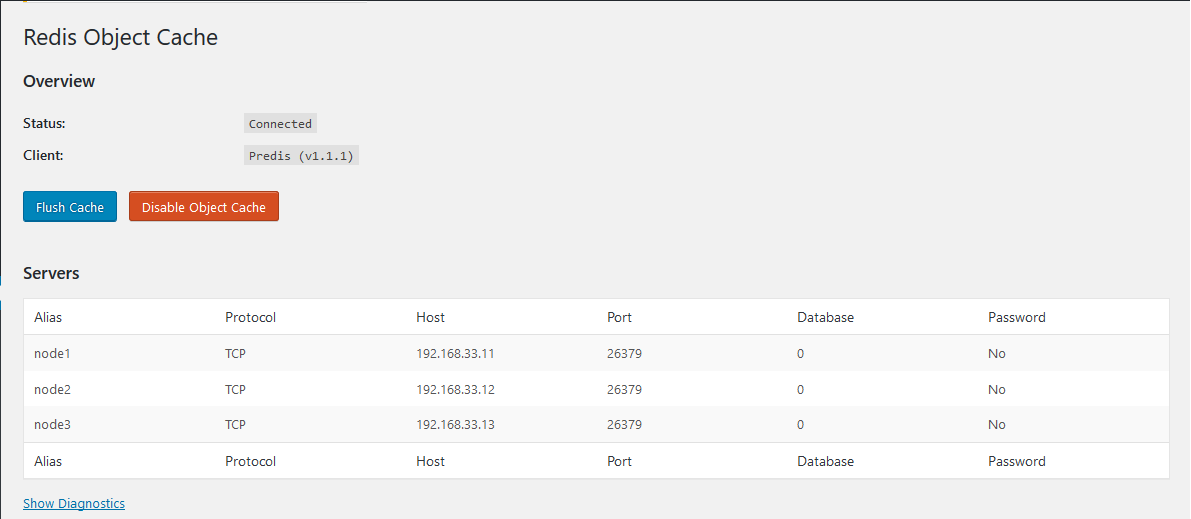 Redis Object Cache
Overview
Status: Connected
Client: Predis (v1.1.1)
Flush Cache Disable Object Cache
Servers
Alias Protocol Host Port Database Password
node1 TCP 192.168.33.11 26379 0 No
node2 TCP 192.168.33.12 26379 0 No
node3 TCP 192.168.33.13 26379 0 No
Alias Protocol Host Port Database Password
Show Diagnostics